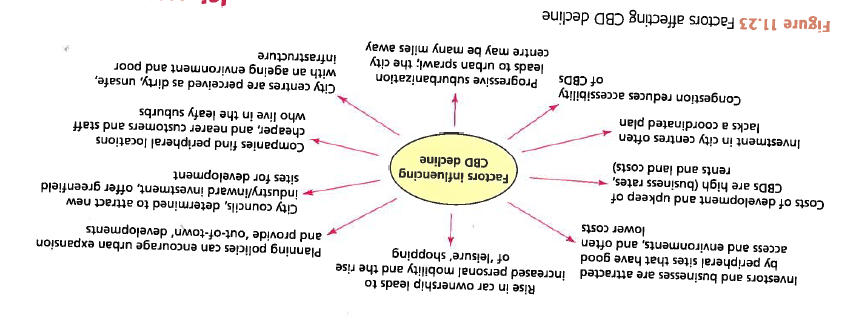 Rise in car ownership leads to
increased personal mobility and the rise
of 'leisure' shopping
Investors and businesses are attracted
by peripheral sites that have good
access and environments, and often
lower costs
Costs of development and upkeep of
CBDs are high (business rates,
rents and land costs)
Investment in city centres often
lacks a coordinated plan
Congestion reduces accessibility
of CBDs
Progressive suburbanization
leads to urban sprawl; the city
centre may be many miles away
City centres are perceived as dirty, unsafe,
with an ageing environment and poor
infrastructure
Companies find peripheral locations
cheaper, and nearer customers and staff
who live in the leafy suburbs
City councils, determined to attract new
industry/inward investment, offer greenfield
sites for development
Planning policies can encourage urban expansion
and provide 'out-of-town' developments
Factors influencing
CBD decline
Figure 11.23 Factors affecting CBD decline